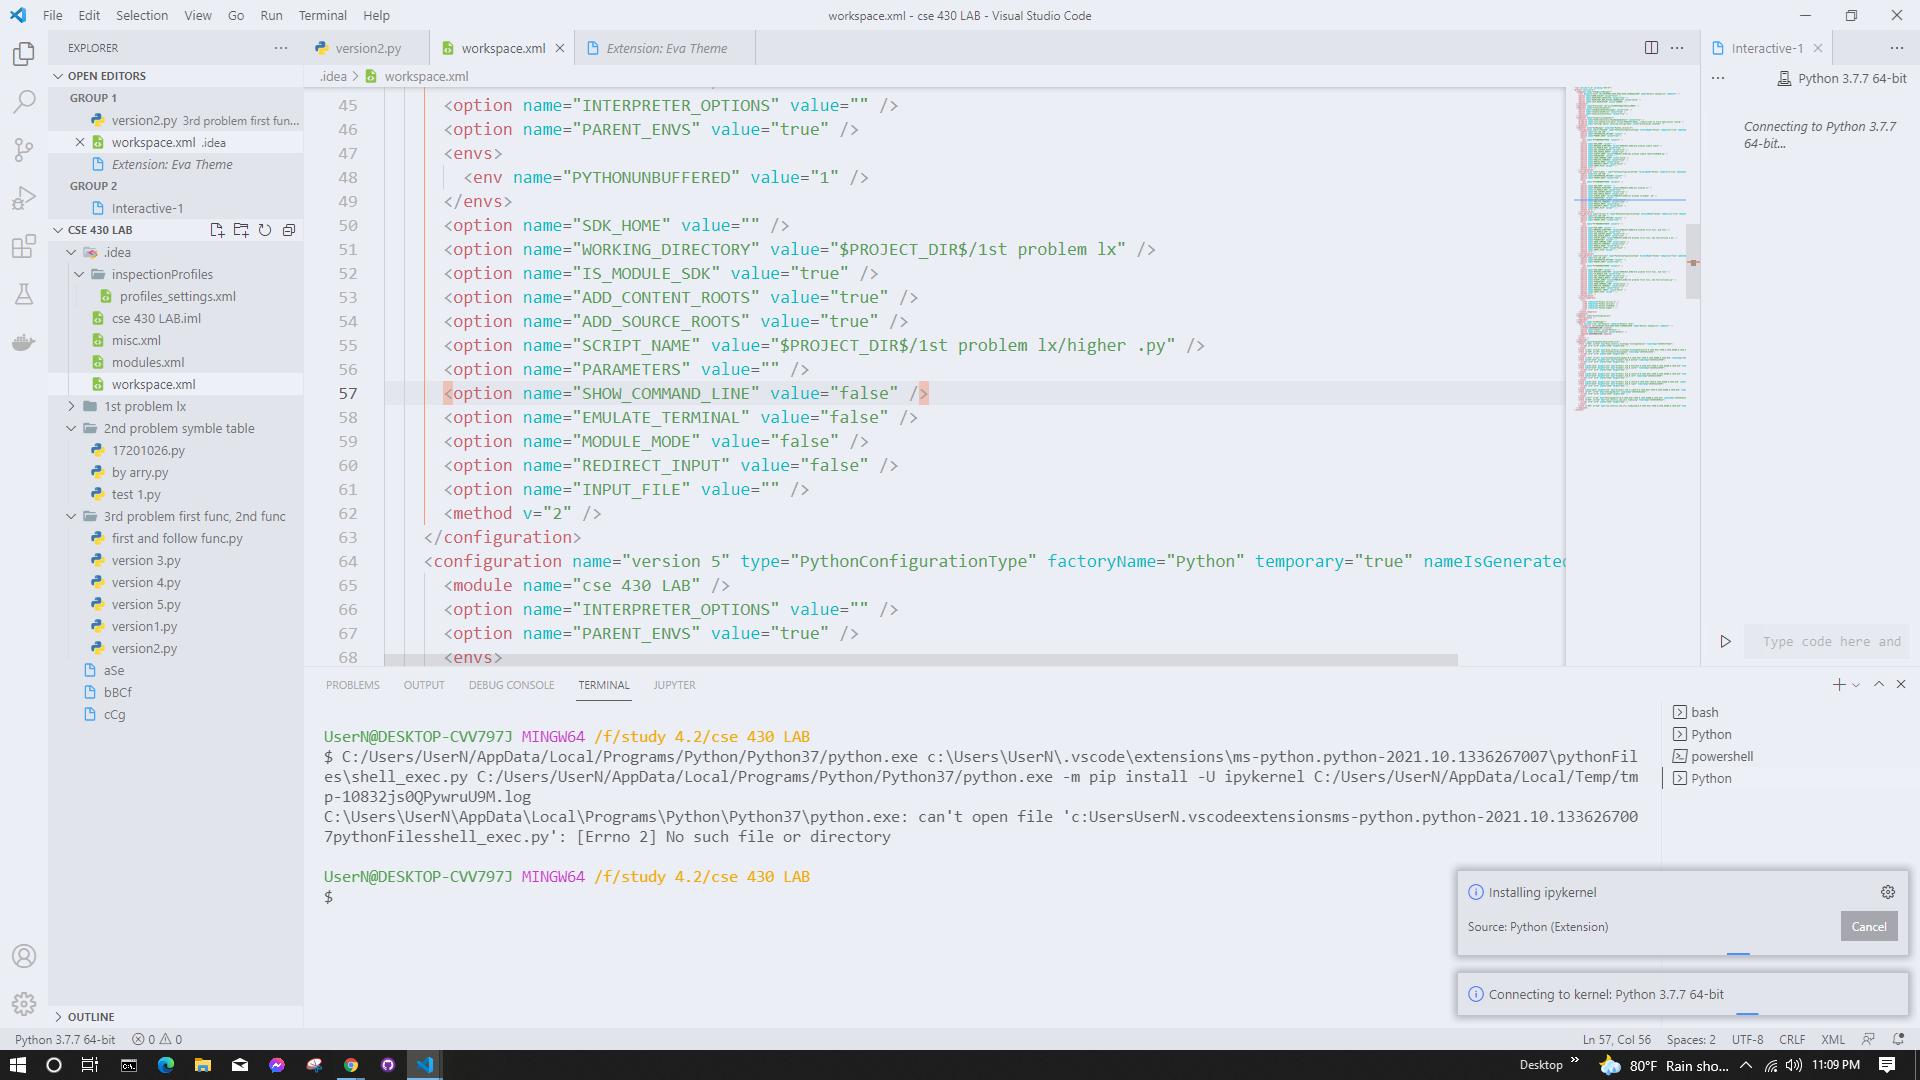 File Edit Selection View Go Run Terminal Help
workspace.xml - cse 430 LAB - Visual Studio Code
EXPLORER
OPEN EDITORS
GROUP 1
version2.py 3rd problem first fun...
workspace.xml .idea
Extension: Eva Theme
GROUP 2
Interactive-1
CSE 430 LAB
.idea
inspectionProfiles
profiles_settings.xml
cse 430 LAB.iml
misc.xml
modules.xml
workspace.xml
1st problem lx
2nd problem symble table
17201026.py
by arry.py
test 1.py
3rd problem first func, 2nd func
first and follow func.py
version 3.py
version 4.py
version 5.py
version1.py
version2.py
aSe
bBCf
cCg
OUTLINE
version2.py
workspace.xml
Extension: Eva Theme
.idea > workspace.xml
45 <option name="INTERPRETER_OPTIONS" value="" />
46 <option name="PARENT_ENVS" value="true" />
47 <envs>
48 <env name="PYTHONUNBUFFERED" value="1" />
49 </envs>
50 <option name="SDK_HOME" value="" />
51 <option name="WORKING_DIRECTORY" value="$PROJECT_DIR$/1st problem lx" />
52 <option name="IS_MODULE_SDK" value="true" />
53 <option name="ADD_CONTENT_ROOTS" value="true" />
54 <option name="ADD_SOURCE_ROOTS" value="true" />
55 <option name="SCRIPT_NAME" value="$PROJECT_DIR$/1st problem lx/higher .py" />
56 <option name="PARAMETERS" value="" />
57 <option name="SHOW_COMMAND_LINE" value="false" />
58 <option name="EMULATE_TERMINAL" value="false" />
59 <option name="MODULE_MODE" value="false" />
60 <option name="REDIRECT_INPUT" value="false" />
61 <option name="INPUT_FILE" value="" />
62 <method v="2" />
63 </configuration>
64 <configuration name="version 5" type="PythonConfigurationType" factoryName="Python" temporary="true" nameIsGenerated
65 <module name="cse 430 LAB" />
66 <option name="INTERPRETER_OPTIONS" value="" />
67 <option name="PARENT_ENVS" value="true" />
68 <envs>
Interactive-1
Python 3.7.7 64-bit
Connecting to Python 3.7.7
64-bit...
Type code here and
PROBLEMS OUTPUT DEBUG CONSOLE TERMINAL JUPYTER
UserN@DESKTOP-CVV797J MINGW64 /f/study 4.2/cse 430 LAB
$ C:/Users/UserN/AppData/Local/Programs/Python/Python37/python.exe c:\Users\UserN\.vscode\extensions\ms-python.python-2021.10.1336267007\pythonFil
es\shell_exec.py C:/Users/UserN/AppData/Local/Programs/Python/Python37/python.exe -m pip install -U ipykernel C:/Users/UserN/AppData/Local/Temp/tm
p-10832js0QPywruU9M.log
C:\Users\UserN\AppData\Local\Programs\Python\Python37\python.exe: can't open file 'c:UsersUserN.vscodeextensionsms-python.python-2021.10.133626700
7pythonFilesshell_exec.py': [Errno 2] No such file or directory
UserN@DESKTOP-CVV797J MINGW64 /f/study 4.2/cse 430 LAB
$
bash
Python
powershell
Python
Installing ipykernel
Source: Python (Extension)
Cancel
Connecting to kernel: Python 3.7.7 64-bit
Python 3.7.7 64-bit 0 0
Ln 57, Col 56 Spaces: 2 UTF-8 CRLF XML
Desktop 80°F Rain sho... 11:09 PM